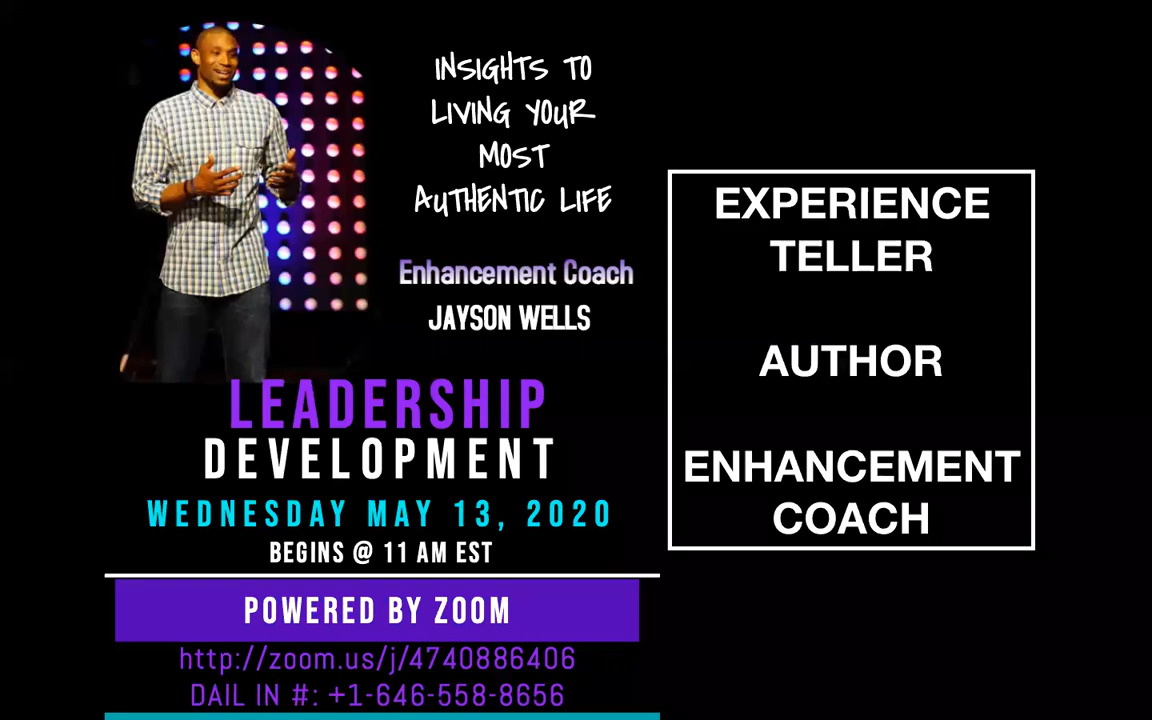 INSIGHTS TO
LIVING YOUR
MOST
AUTHENTIC LIFE
Enhancement Coach
JAYSON WELLS
LEADERSHIP
DEVELOPMENT
WEDNESDAY MAY 13, 2020
BEGINS @ 11 AM EST
POWERED BY ZOOM
http://zoom.us/j/4740886406
DAIL IN #: +1-646-558-8656
EXPERIENCE
TELLER
AUTHOR
ENHANCEMENT
COACH